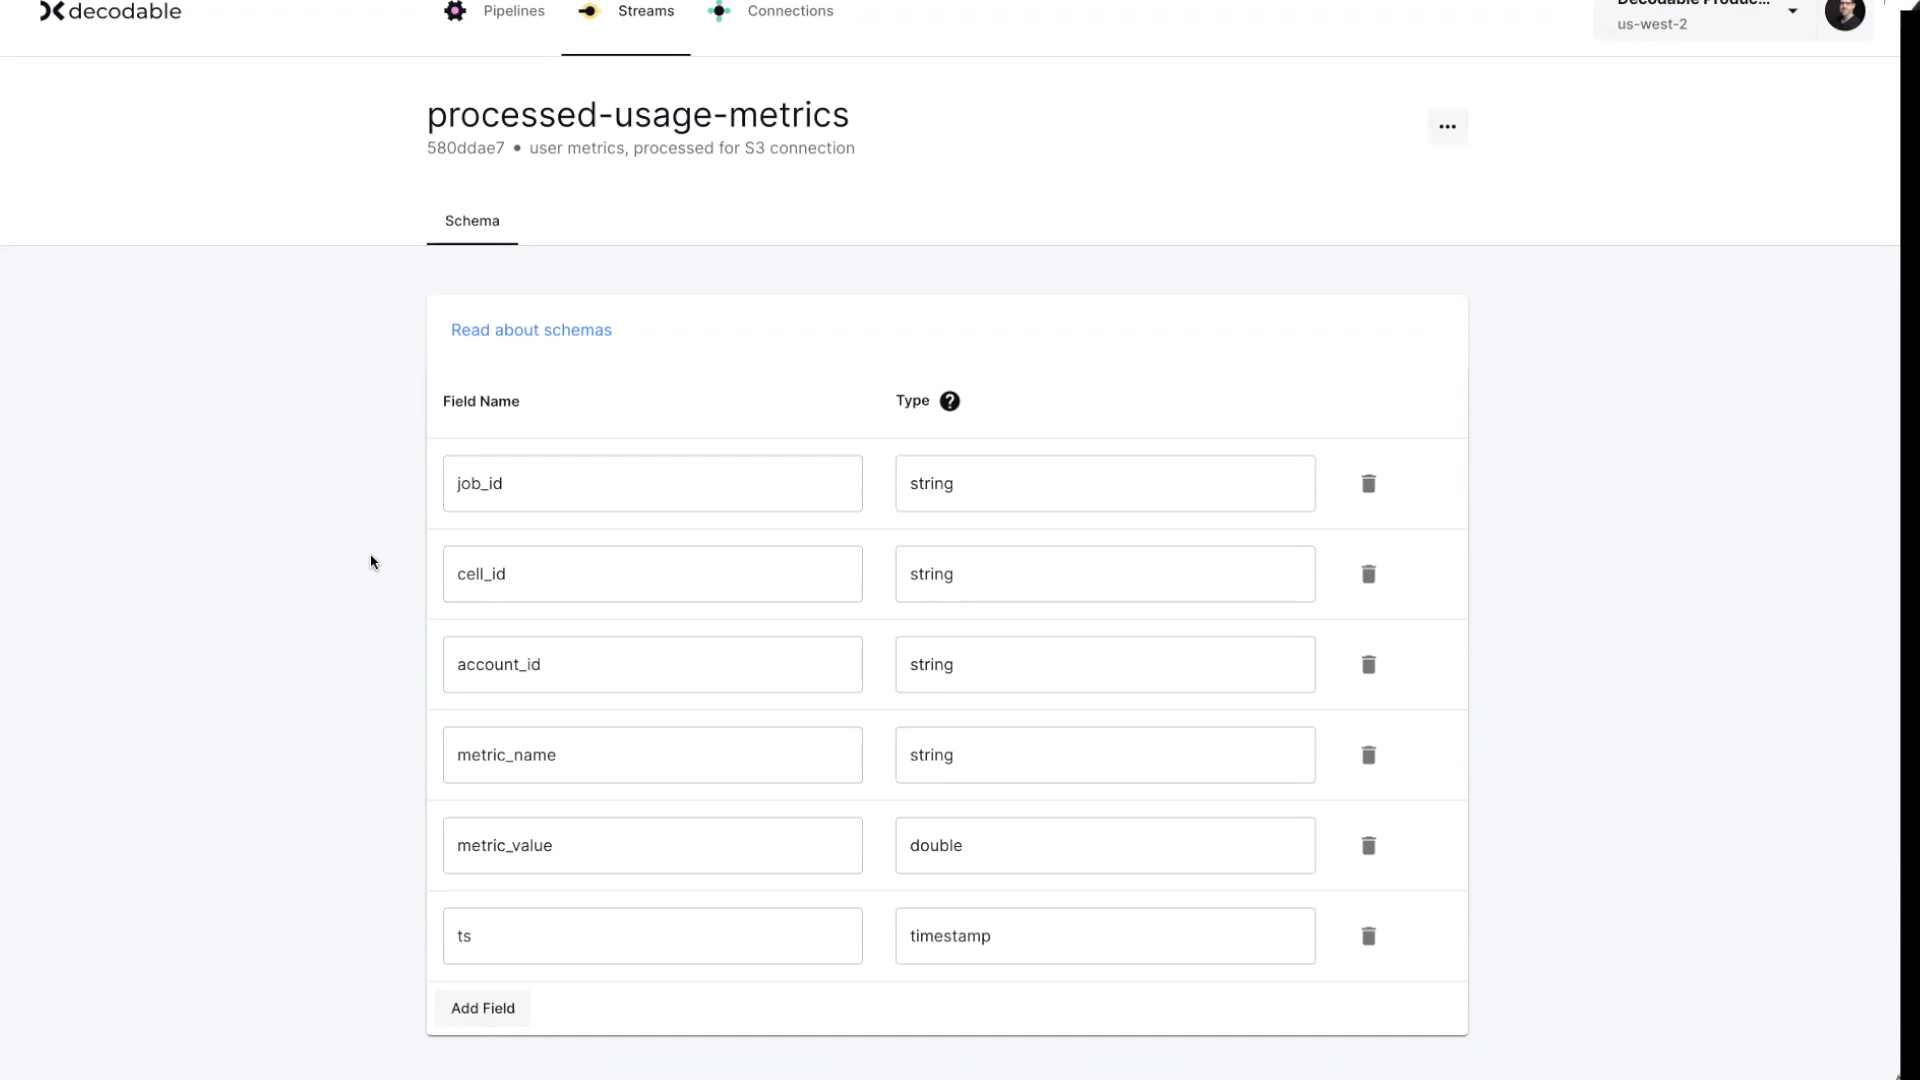 decodable
Pipelines
Streams
Connections
Decodable Produc...
us-west-2
processed-usage-metrics
580ddae7 • user metrics, processed for S3 connection
...
Schema
Read about schemas
Field Name
Type ?
job_id
string
cell_id
string
account_id
string
metric_name
string
metric_value
double
ts
timestamp
Add Field